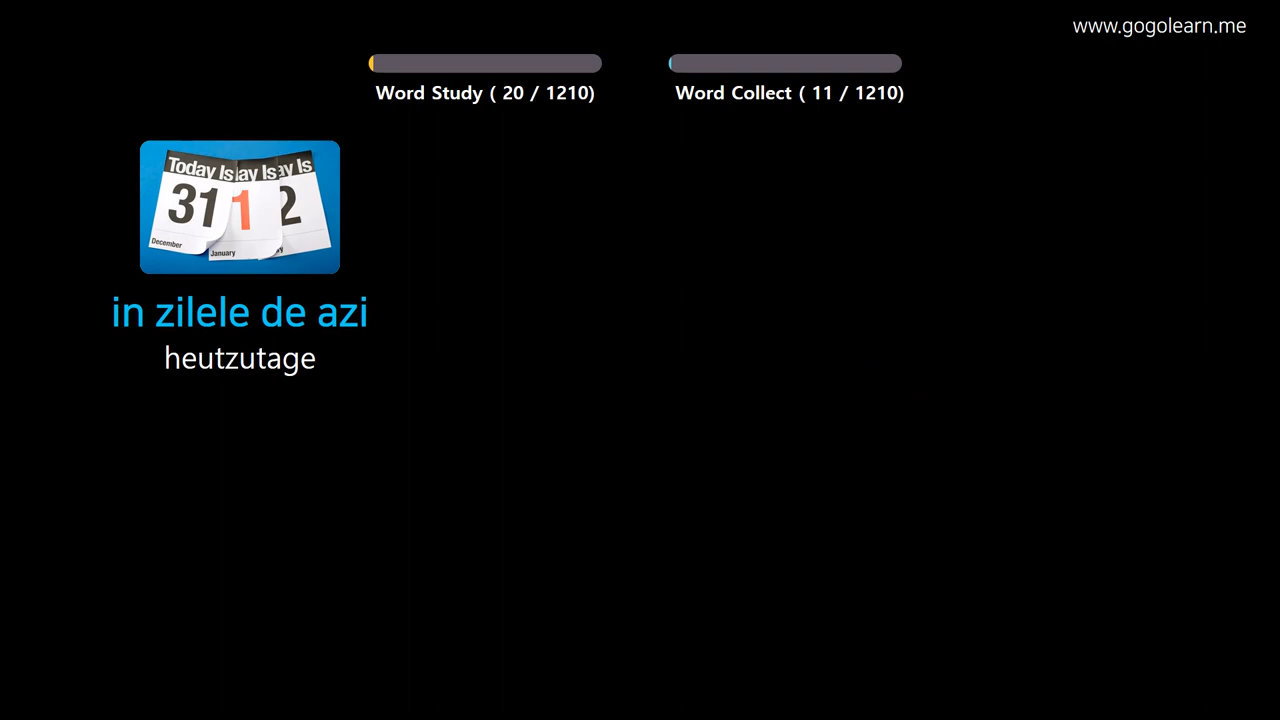 www.gogolearn.me
Word Study ( 20 / 1210)
Word Collect ( 11 / 1210)
Today Is
ay Is
ay Is
31
1
2
December
January
in zilele de azi
heutzutage